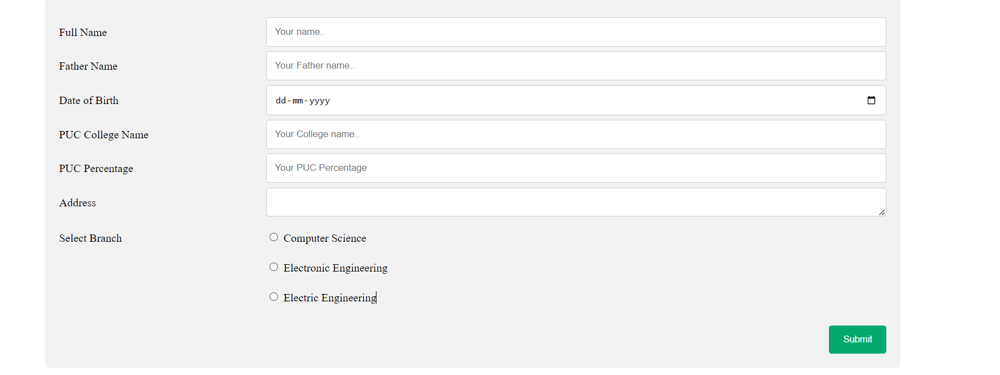 Full Name Your name..
Father Name Your Father name..
Date of Birth dd-mm-yyyy
PUC College Name Your College name..
PUC Percentage Your PUC Percentage
Address
Select Branch Computer Science
Electronic Engineering
Electric Engineering
Submit